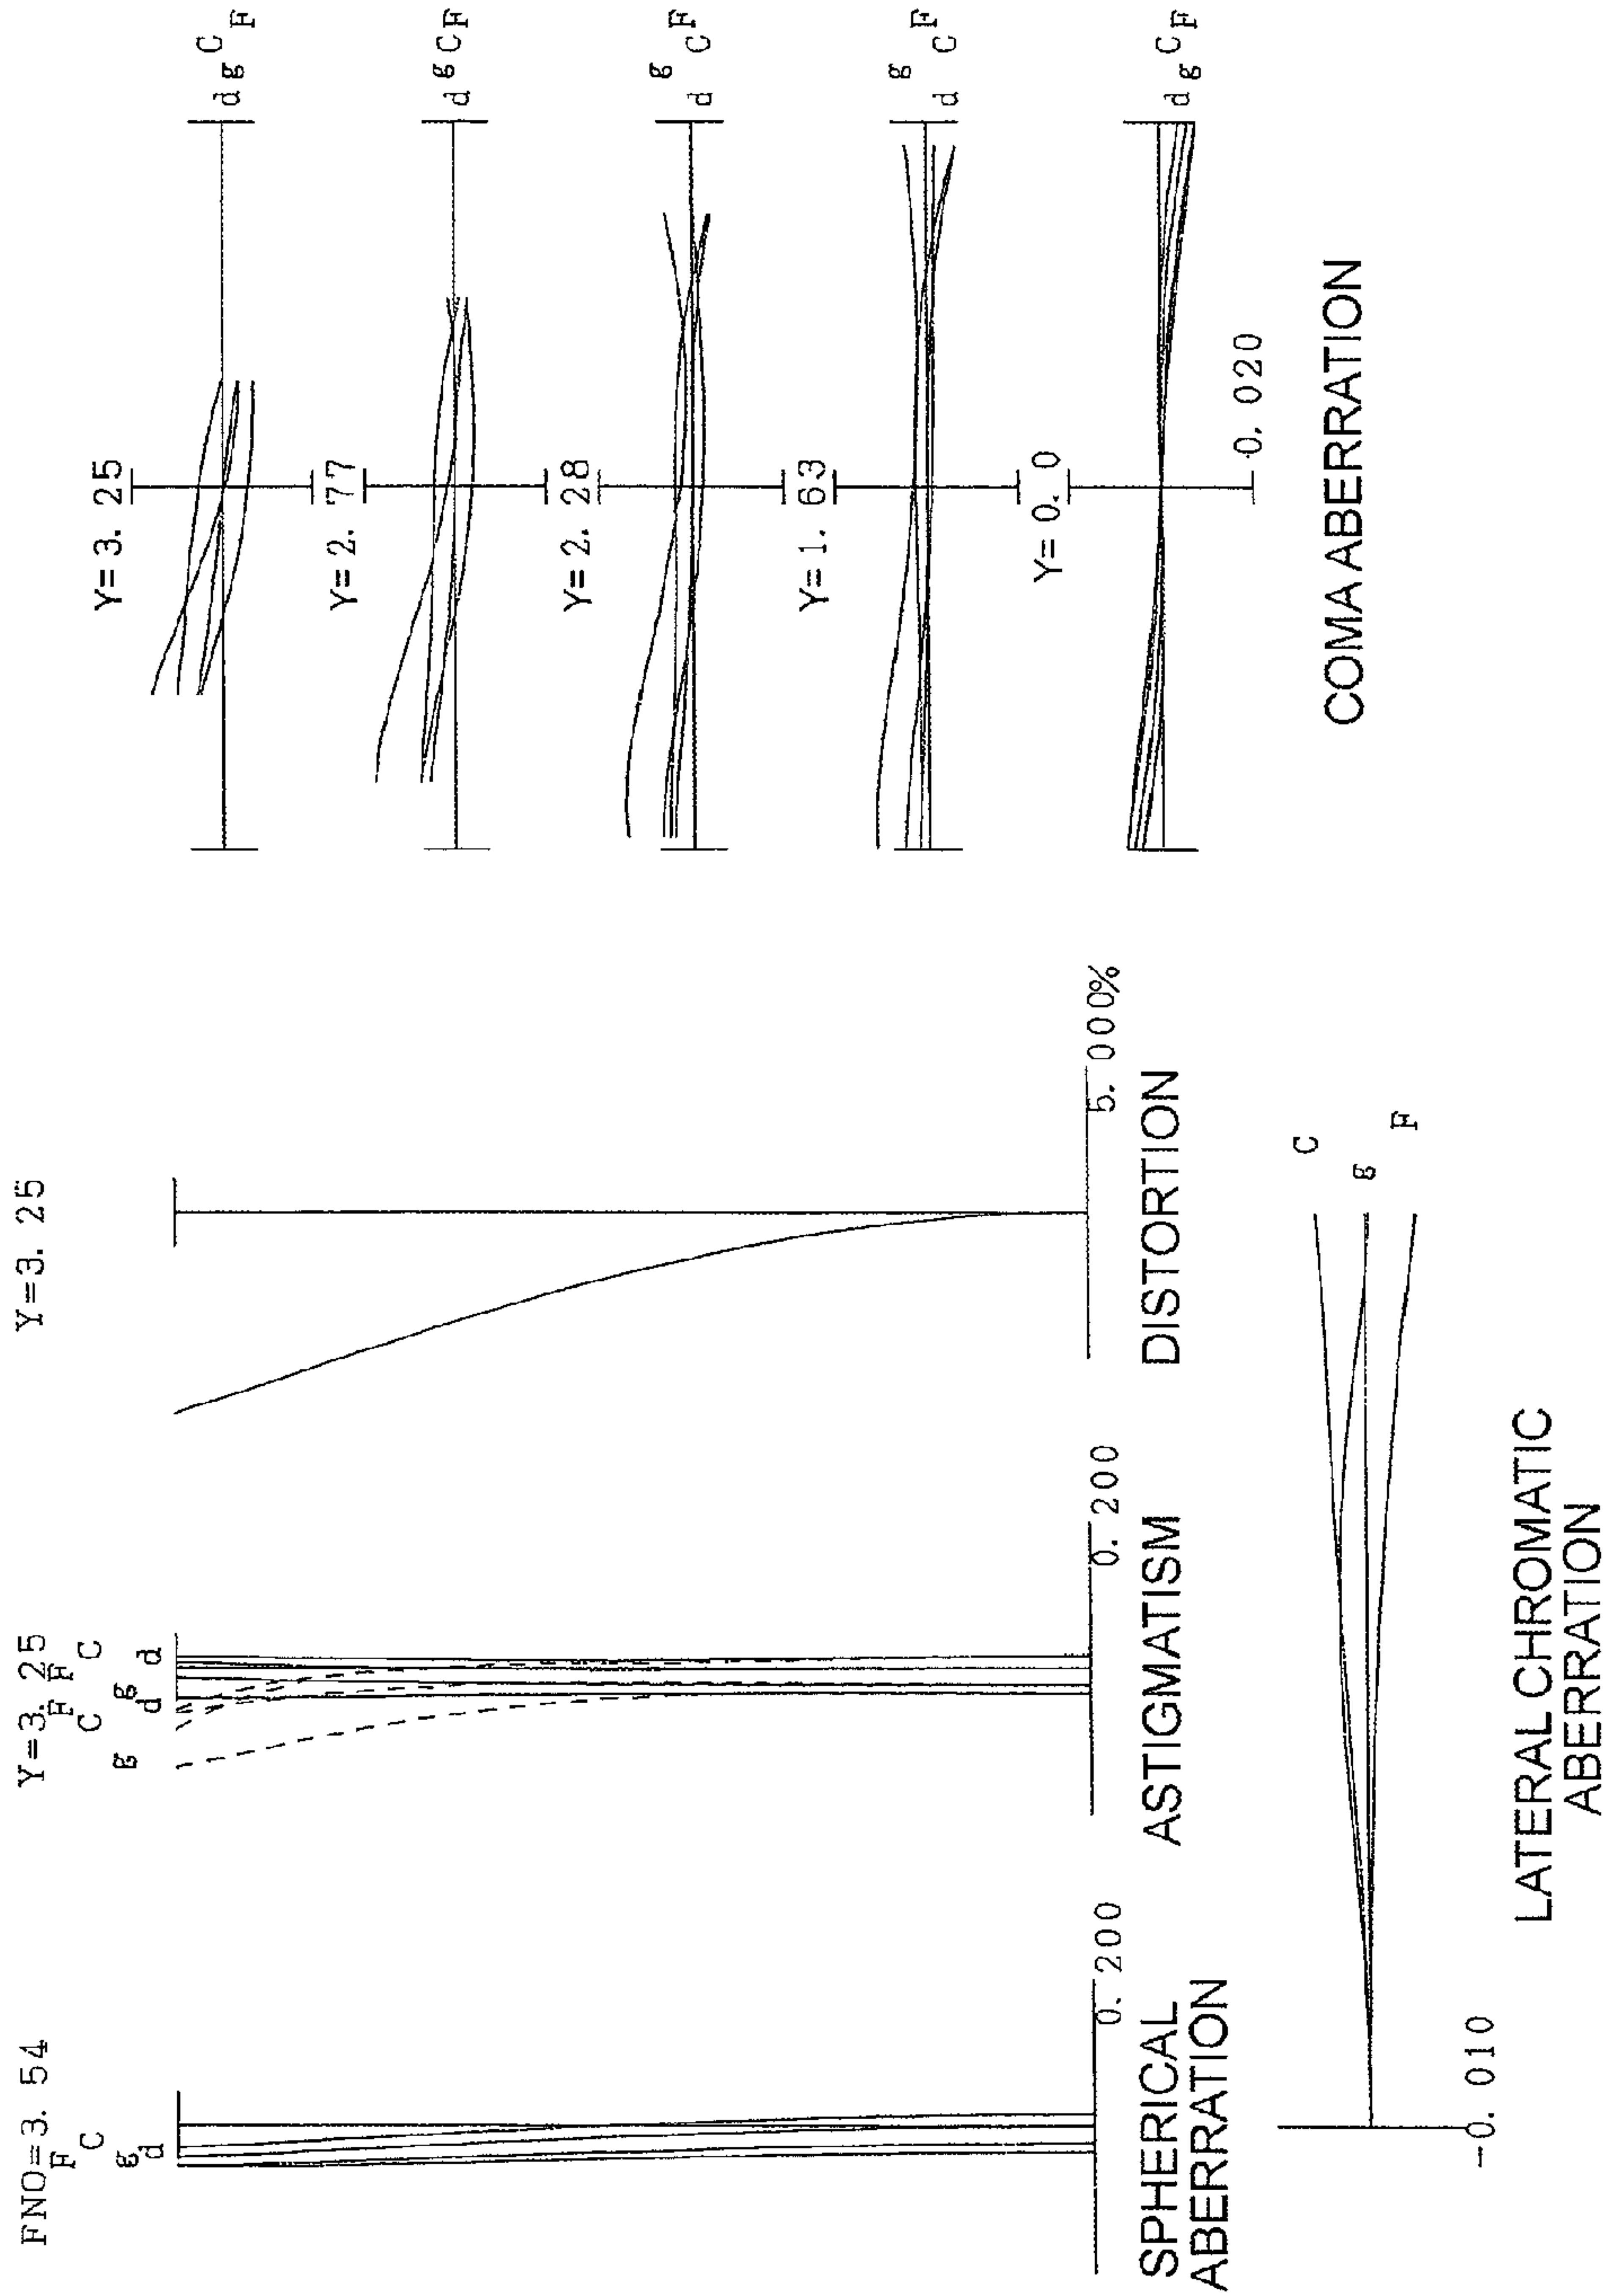 FNO=3. 54
F
C
g
d
0. 200
SPHERICAL
ABERRATION
Y=3. 25
F F
C C
g
d d
g
0. 200
ASTIGMATISM
Y=3. 25
5. 000%
DISTORTION
C
g
F
-0. 010
LATERAL CHROMATIC
ABERRATION
Y=3. 25
d g C F
Y=2. 77
d g C F
Y=2. 28
d g C F
Y=1. 63
d g C F
Y=0. 0
d g C F
-0. 020
COMA ABERRATION